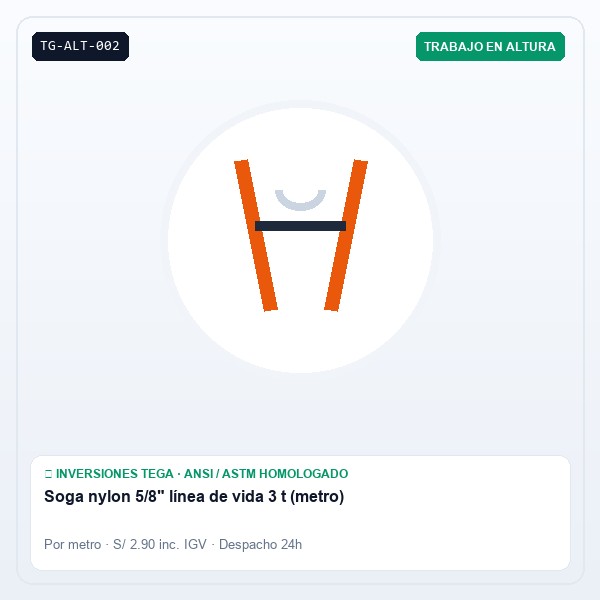 TG-ALT-002
TRABAJO EN ALTURA
INVERSIONES TEGA · ANSI / ASTM HOMOLOGADO
Soga nylon 5/8" línea de vida 3 t (metro)
Por metro · S/ 2.90 inc. IGV · Despacho 24h